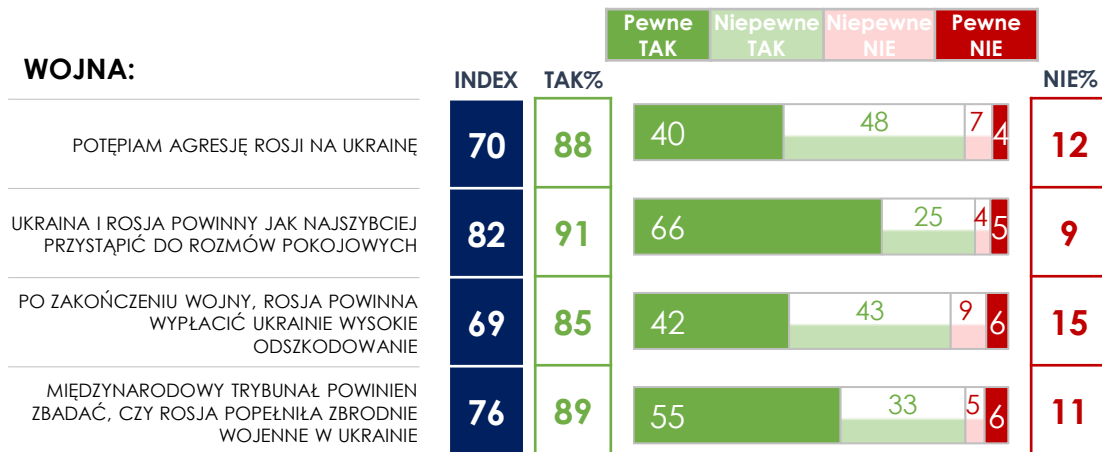 Pewne Niepewne Niepewne Pewne
TAK TAK NIE NIE
WOJNA:
INDEX TAK% NIE%
POTĘPIAM AGRESJĘ ROSJI NA UKRAINĘ
70 88 40 48 7 4 12
UKRAINA I ROSJA POWINNY JAK NAJSZYBCIEJ
PRZYSTĄPIĆ DO ROZMÓW POKOJOWYCH
82 91 66 25 4 5 9
PO ZAKOŃCZENIU WOJNY, ROSJA POWINNA
WYPŁACIĆ UKRAINIE WYSOKIE
ODSZKODOWANIE
69 85 42 43 9 6 15
MIĘDZYNARODOWY TRYBUNAŁ POWINIEN
ZBADAĆ, CZY ROSJA POPEŁNIŁA ZBRODNIE
WOJENNE W UKRAINIE
76 89 55 33 5 6 11